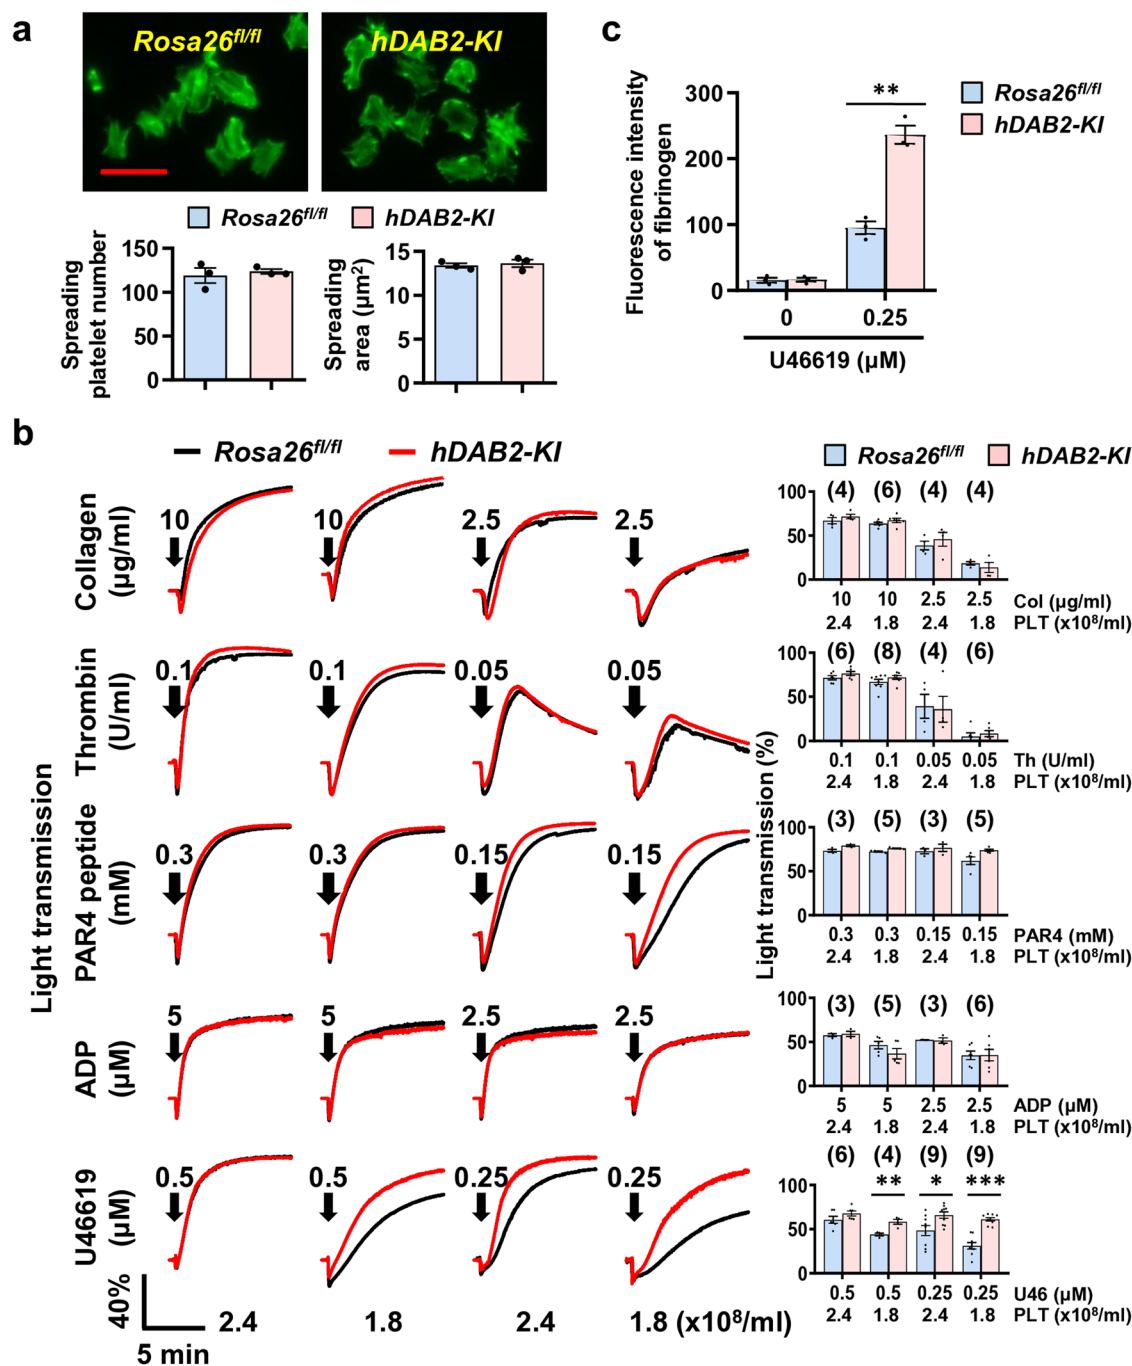 a
Rosa26fl/fl
hDAB2-KI
Rosa26fl/fl
hDAB2-KI
Spreading
platelet number
150
100
50
0
Spreading
area (µm2)
15
10
5
0
c
Rosa26fl/fl
hDAB2-KI
Fluorescence intensity
of fibrinogen
300
200
100
0
**
0
0.25
U46619 (µM)
b
Rosa26fl/fl
hDAB2-KI
Light transmission
Collagen
(µg/ml)
10
10
2.5
2.5
Thrombin
(U/ml)
0.1
0.1
0.05
0.05
PAR4 peptide
(mM)
0.3
0.3
0.15
0.15
ADP
(µM)
5
5
2.5
2.5
U46619
(µM)
0.5
0.5
0.25
0.25
40%
5 min
2.4
1.8
2.4
1.8 (x108/ml)
Rosa26fl/fl
hDAB2-KI
Light transmission (%)
(4) (6) (4) (4)
100
50
0
10 10 2.5 2.5 Col (µg/ml)
2.4 1.8 2.4 1.8 PLT (x108/ml)
(6) (8) (4) (6)
100
50
0
0.1 0.1 0.05 0.05 Th (U/ml)
2.4 1.8 2.4 1.8 PLT (x108/ml)
(3) (5) (3) (5)
100
50
0
0.3 0.3 0.15 0.15 PAR4 (mM)
2.4 1.8 2.4 1.8 PLT (x108/ml)
(3) (5) (3) (6)
100
50
0
5 5 2.5 2.5 ADP (µM)
2.4 1.8 2.4 1.8 PLT (x108/ml)
(6) (4) (9) (9)
** * ***
100
50
0
0.5 0.5 0.25 0.25 U46 (µM)
2.4 1.8 2.4 1.8 PLT (x108/ml)